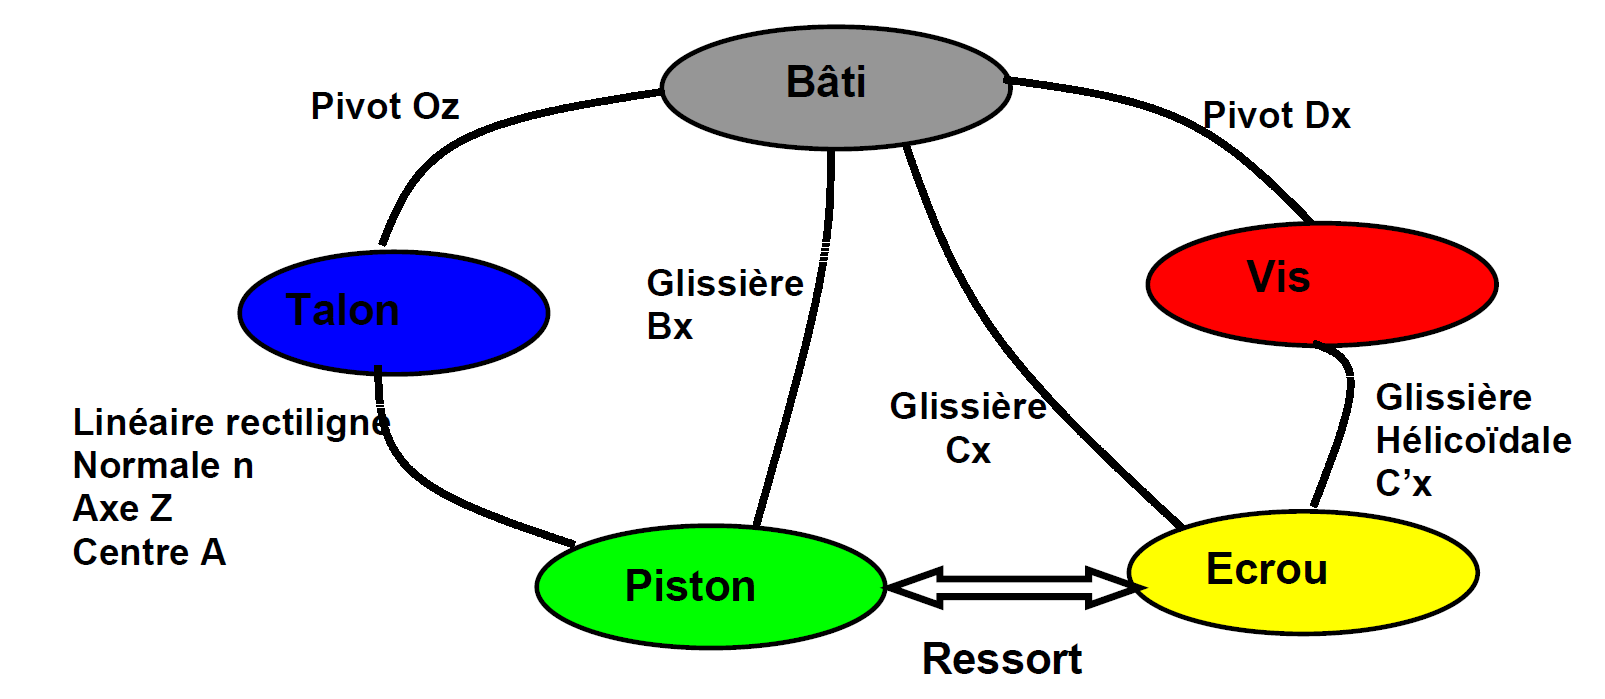 Bâti
Pivot Oz
Pivot Dx
Talon
Glissière
Bx
Vis
Linéaire rectiligne
Normale n
Axe Z
Centre A
Glissière
Cx
Glissière
Hélicoïdale
C’x
Piston
Ecrou
Ressort